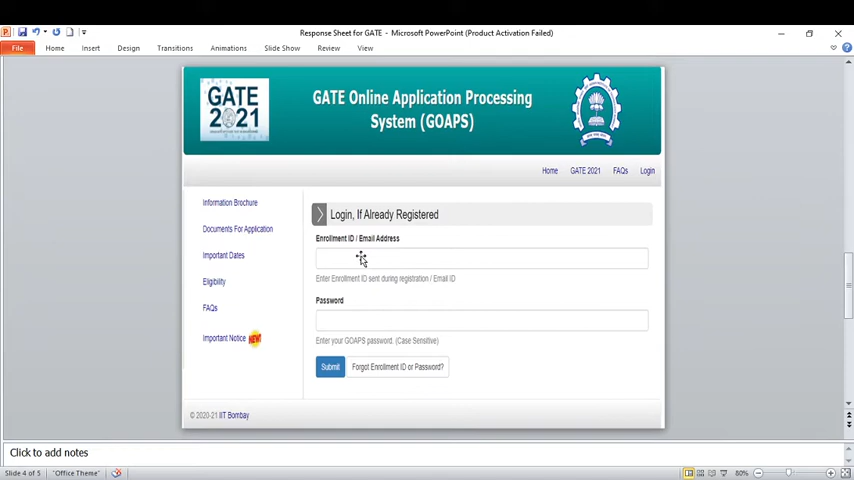 Response Sheet for GATE - Microsoft PowerPoint (Product Activation Failed)
File Home Insert Design Transitions Animations Slide Show Review View
GATE
2021
GATE Online Application Processing
System (GOAPS)
Home GATE 2021 FAQs Login
Information Brochure
Documents For Application
Important Dates
Eligibility
FAQs
Important Notice NEW!
Login, If Already Registered
Enrollment ID / Email Address
Enter Enrollment ID sent during registration / Email ID
Password
Enter your GOAPS password. (Case Sensitive)
Submit Forgot Enrollment ID or Password?
© 2020-21 IIT Bombay
Click to add notes
Slide 4 of 5 "Office Theme" 80%